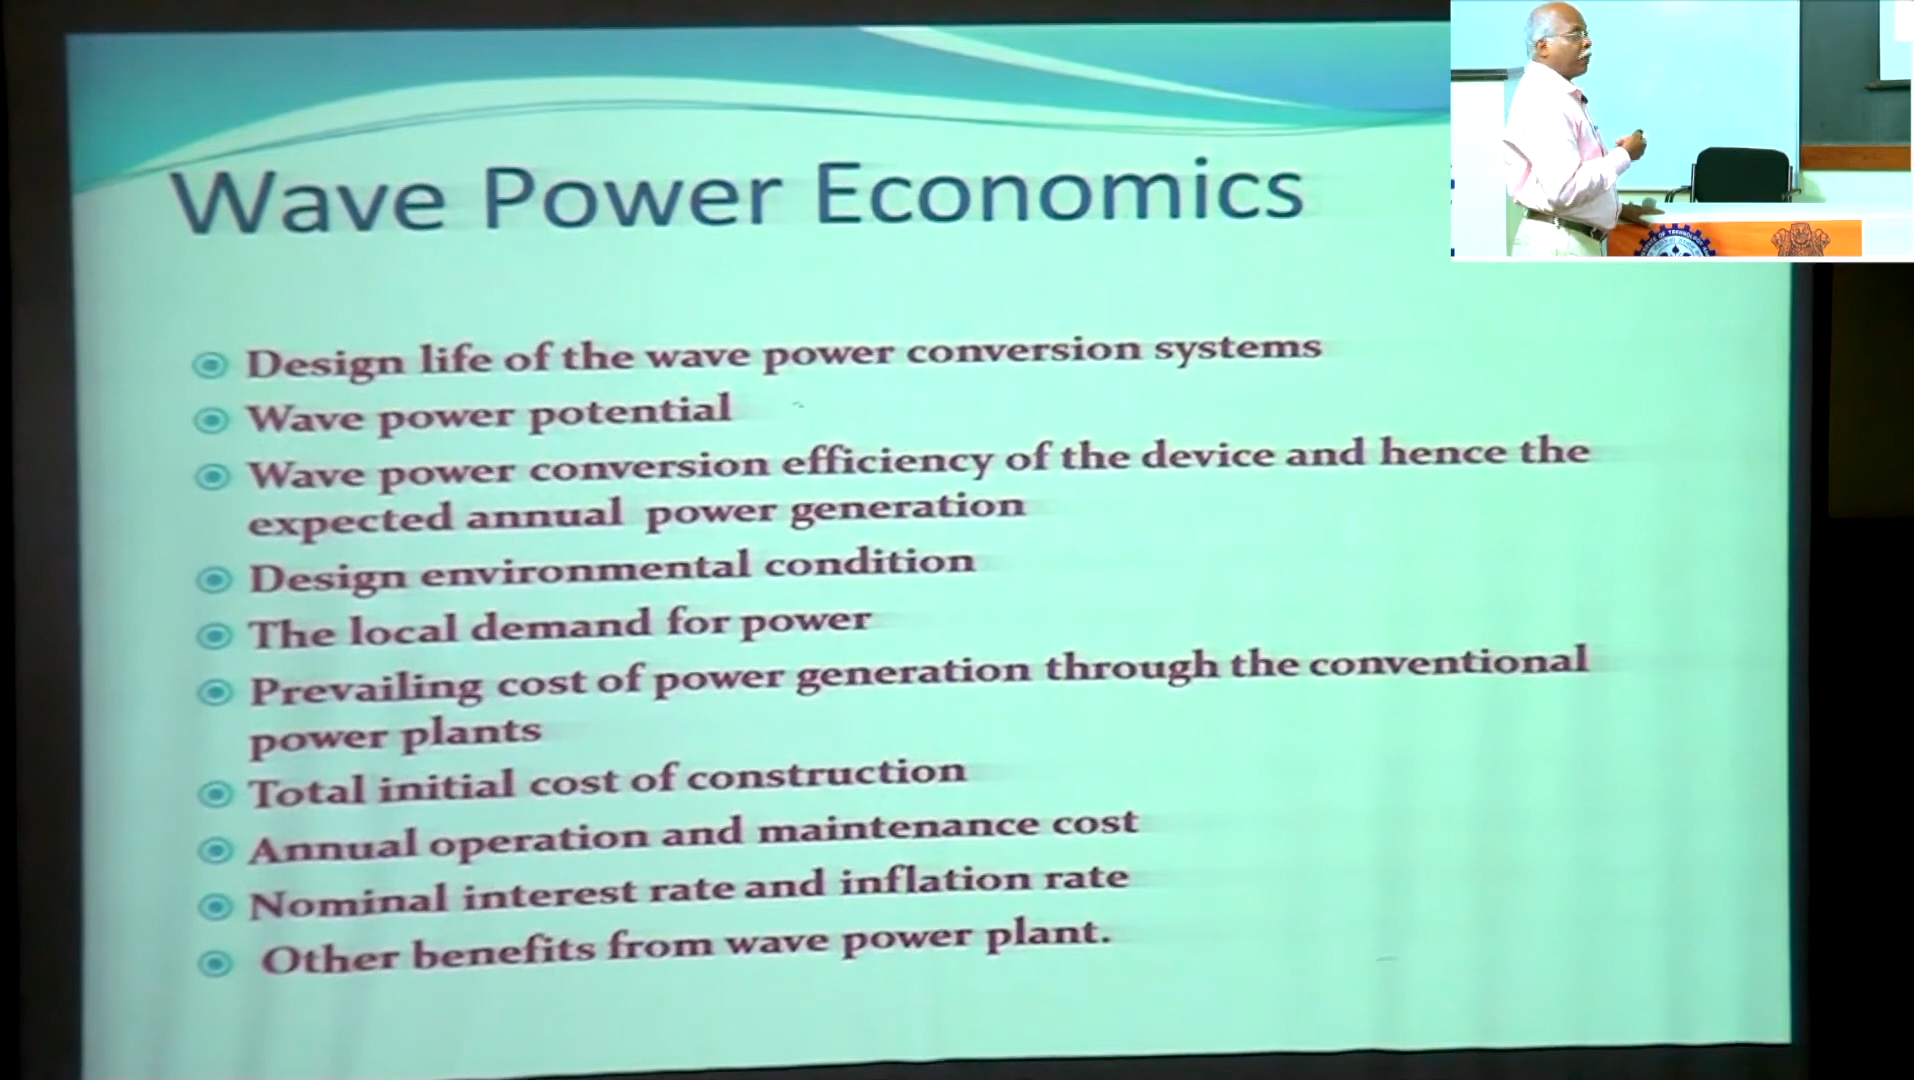 Wave Power Economics
Design life of the wave power conversion systems
Wave power potential
Wave power conversion efficiency of the device and hence the
expected annual power generation
Design environmental condition
The local demand for power
Prevailing cost of power generation through the conventional
power plants
Total initial cost of construction
Annual operation and maintenance cost
Nominal interest rate and inflation rate
Other benefits from wave power plant.
OF TECHNOLOGY